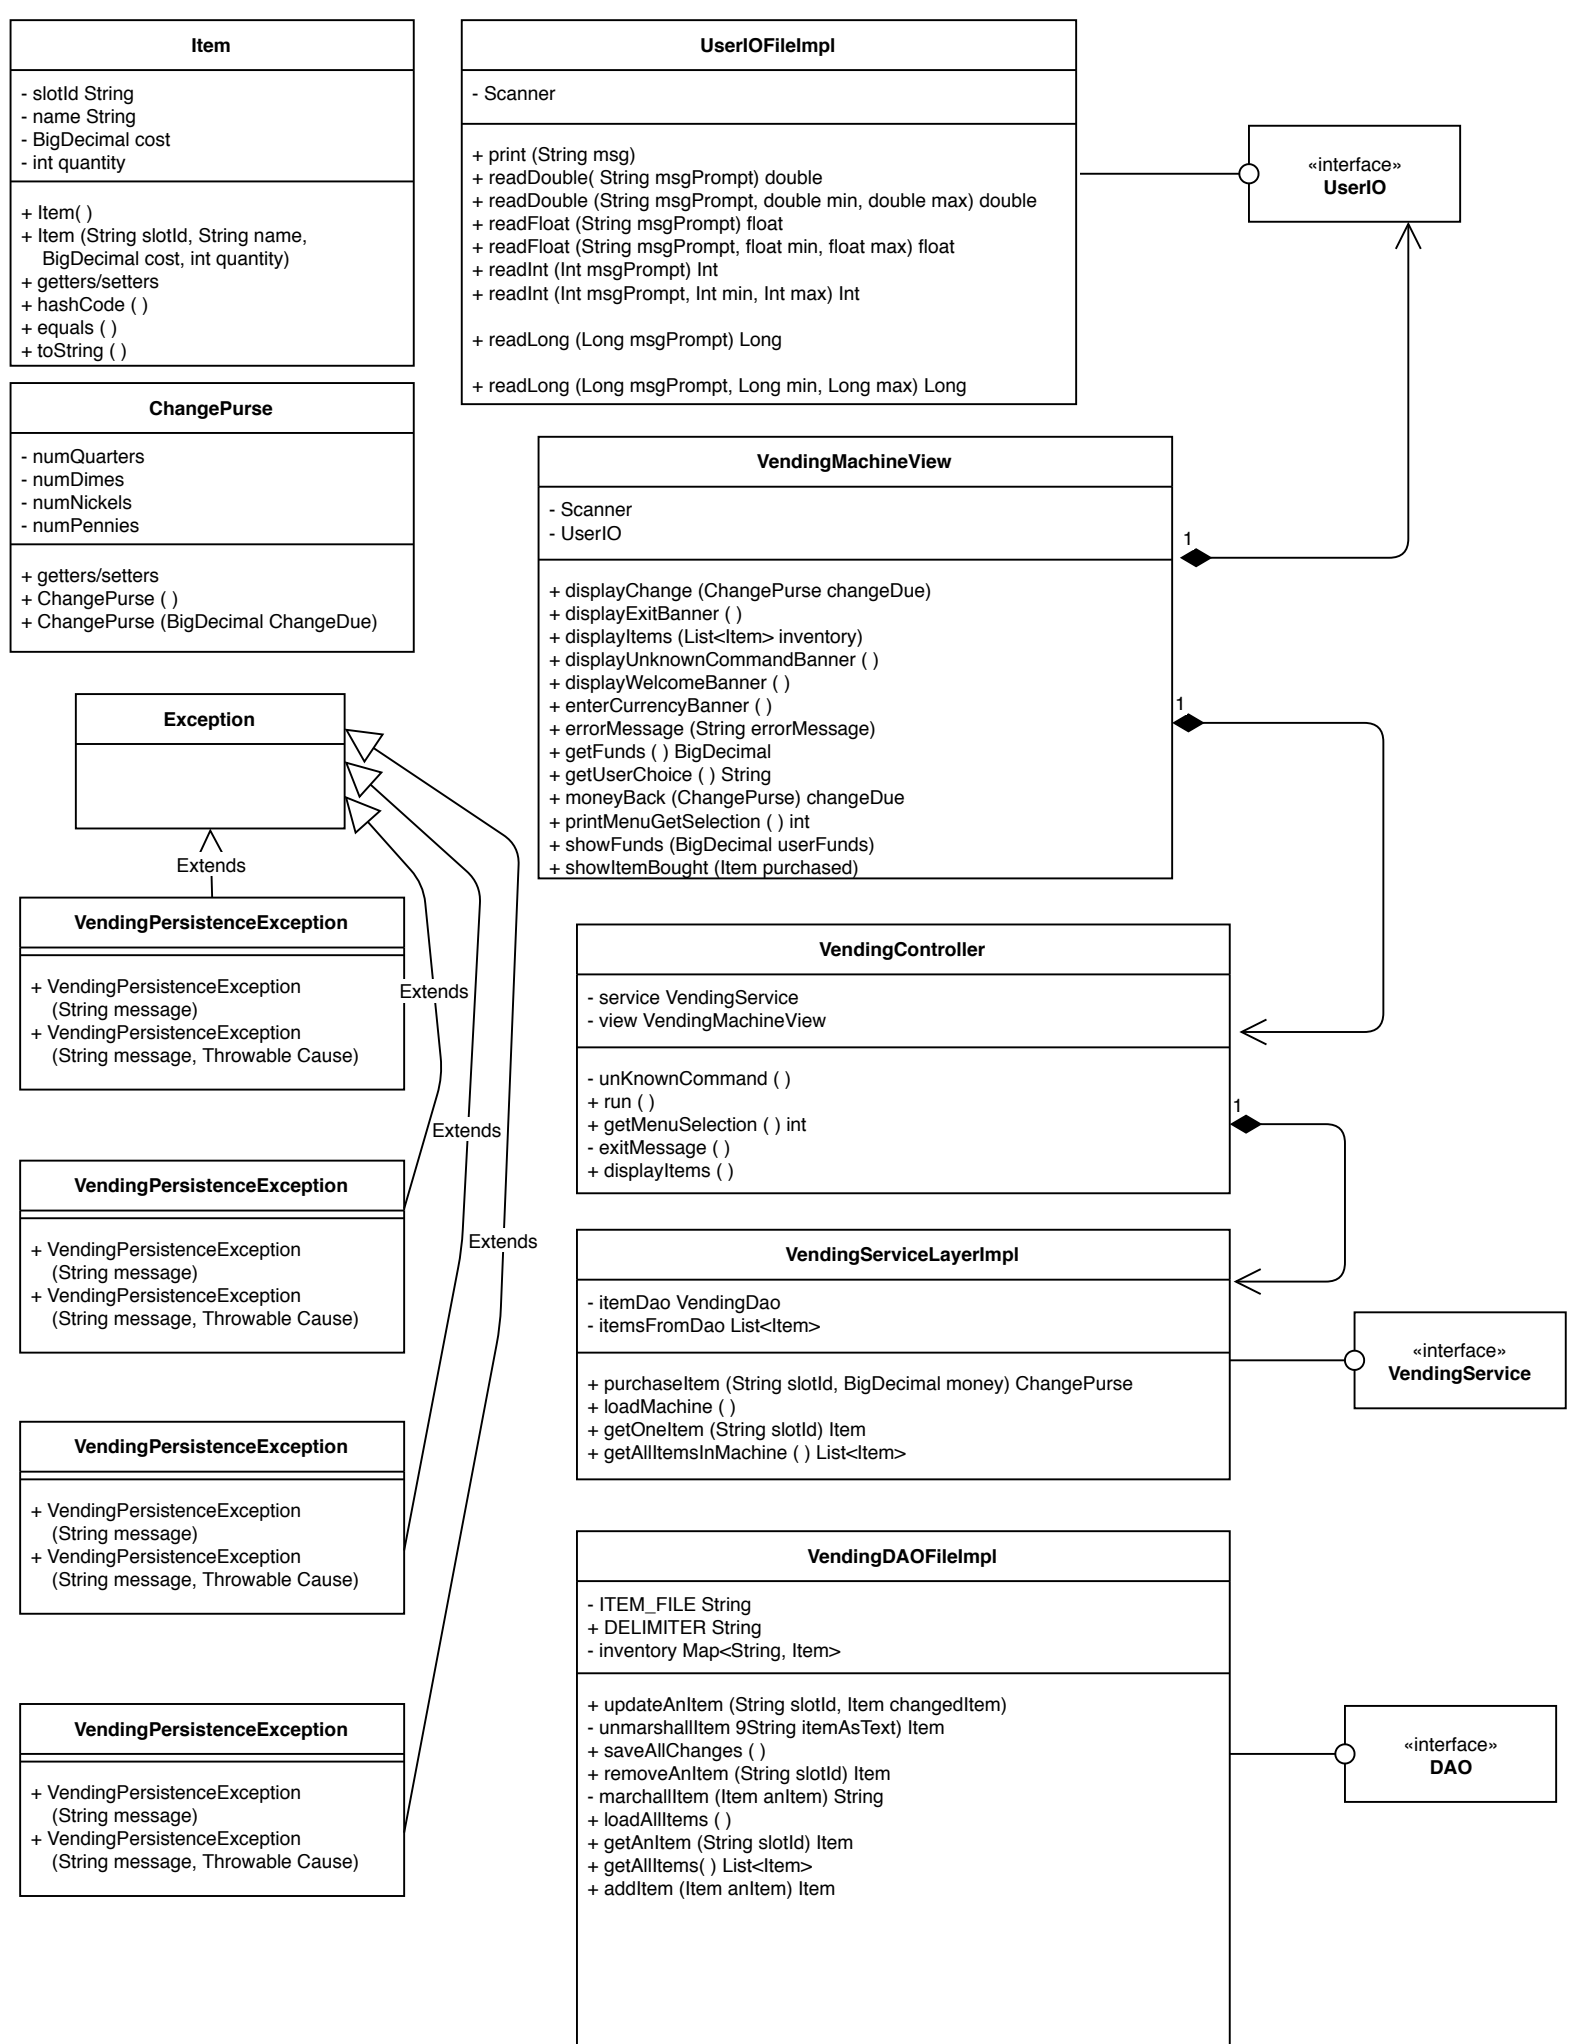 Item
- slotId String
- name String
- BigDecimal cost
- int quantity
+ Item( )
+ Item (String slotId, String name,
BigDecimal cost, int quantity)
+ getters/setters
+ hashCode ( )
+ equals ( )
+ toString ( )
UserIOFileImpl
- Scanner
+ print (String msg)
+ readDouble( String msgPrompt) double
+ readDouble (String msgPrompt, double min, double max) double
+ readFloat (String msgPrompt) float
+ readFloat (String msgPrompt, float min, float max) float
+ readInt (Int msgPrompt) Int
+ readInt (Int msgPrompt, Int min, Int max) Int
+ readLong (Long msgPrompt) Long
+ readLong (Long msgPrompt, Long min, Long max) Long
«interface»
UserIO
ChangePurse
- numQuarters
- numDimes
- numNickels
- numPennies
+ getters/setters
+ ChangePurse ( )
+ ChangePurse (BigDecimal ChangeDue)
VendingMachineView
- Scanner
- UserIO
+ displayChange (ChangePurse changeDue)
+ displayExitBanner ( )
+ displayItems (List<Item> inventory)
+ displayUnknownCommandBanner ( )
+ displayWelcomeBanner ( )
+ enterCurrencyBanner ( )
+ errorMessage (String errorMessage)
+ getFunds ( ) BigDecimal
+ getUserChoice ( ) String
+ moneyBack (ChangePurse) changeDue
+ printMenuGetSelection ( ) int
+ showFunds (BigDecimal userFunds)
+ showItemBought (Item purchased)
1
1
Exception
Extends
VendingPersistenceException
+ VendingPersistenceException
(String message)
+ VendingPersistenceException
(String message, Throwable Cause)
Extends
VendingPersistenceException
+ VendingPersistenceException
(String message)
+ VendingPersistenceException
(String message, Throwable Cause)
Extends
VendingPersistenceException
+ VendingPersistenceException
(String message)
+ VendingPersistenceException
(String message, Throwable Cause)
Extends
VendingPersistenceException
+ VendingPersistenceException
(String message)
+ VendingPersistenceException
(String message, Throwable Cause)
VendingController
- service VendingService
- view VendingMachineView
- unKnownCommand ( )
+ run ( )
+ getMenuSelection ( ) int
- exitMessage ( )
+ displayItems ( )
1
VendingServiceLayerImpl
- itemDao VendingDao
- itemsFromDao List<Item>
+ purchaseItem (String slotId, BigDecimal money) ChangePurse
+ loadMachine ( )
+ getOneItem (String slotId) Item
+ getAllItemsInMachine ( ) List<Item>
«interface»
VendingService
VendingDAOFileImpl
- ITEM_FILE String
+ DELIMITER String
- inventory Map<String, Item>
+ updateAnItem (String slotId, Item changedItem)
- unmarshallItem 9String itemAsText) Item
+ saveAllChanges ( )
+ removeAnItem (String slotId) Item
- marchallItem (Item anItem) String
+ loadAllItems ( )
+ getAnItem (String slotId) Item
+ getAllItems( ) List<Item>
+ addItem (Item anItem) Item
«interface»
DAO